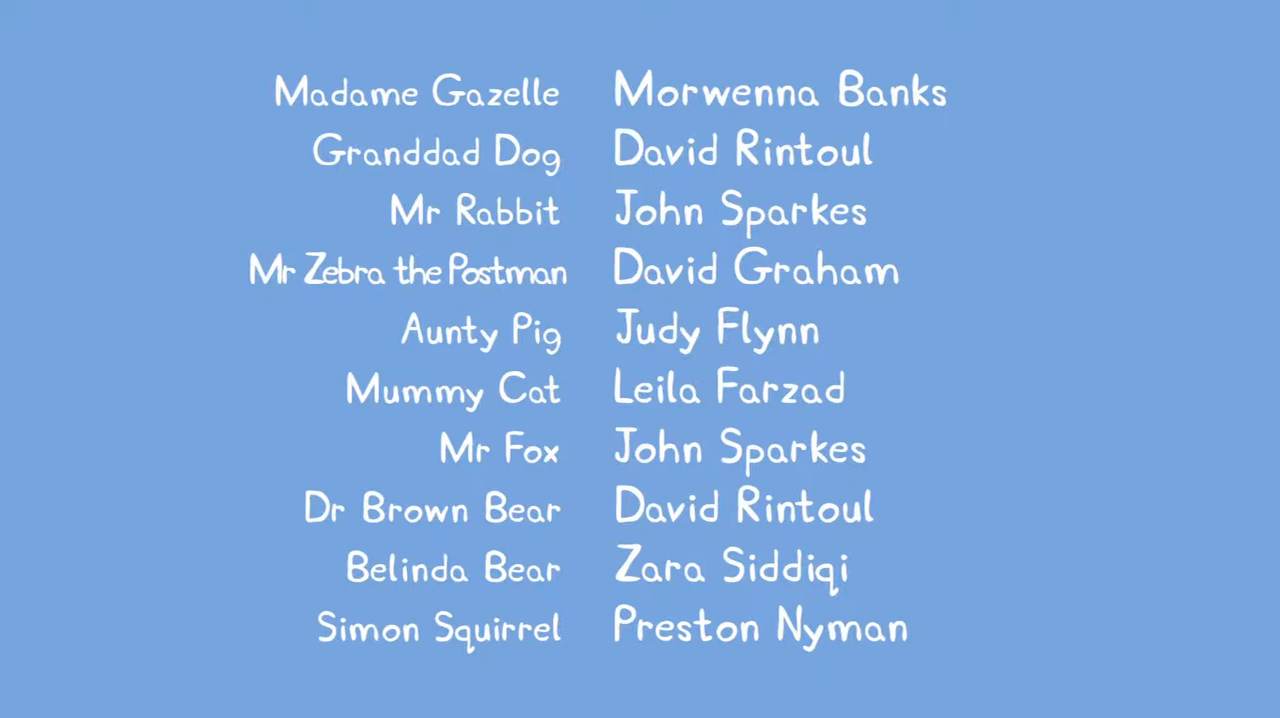 Madame Gazelle Morwenna Banks
Granddad Dog David Rintoul
Mr Rabbit John Sparkes
Mr Zebra the Postman David Graham
Aunty Pig Judy Flynn
Mummy Cat Leila Farzad
Mr Fox John Sparkes
Dr Brown Bear David Rintoul
Belinda Bear Zara Siddiqi
Simon Squirrel Preston Nyman